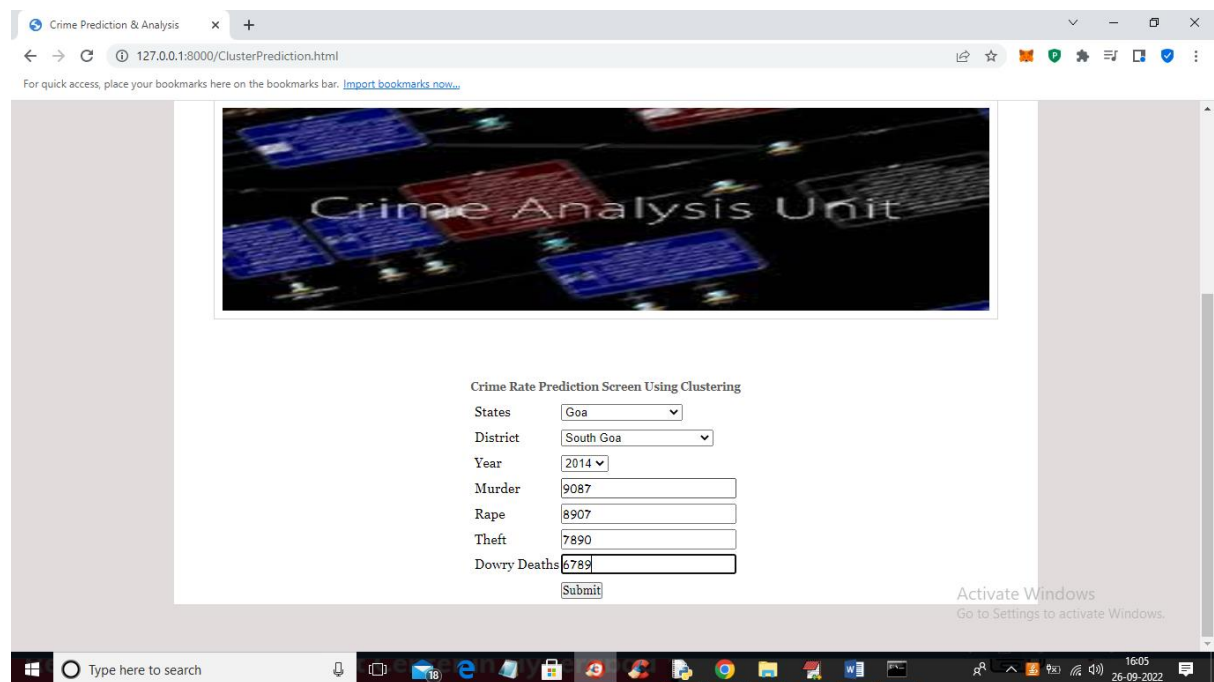 Crime Prediction & Analysis
127.0.0.1:8000/ClusterPrediction.html
For quick access, place your bookmarks here on the bookmarks bar. Import bookmarks now...
Crime Analysis Unit
Crime Rate Prediction Screen Using Clustering
States Goa
District South Goa
Year 2014
Murder 9087
Rape 8907
Theft 7890
Dowry Deaths 6789
Submit
Activate Windows
Go to Settings to activate Windows.
Type here to search
18
16:05
26-09-2022